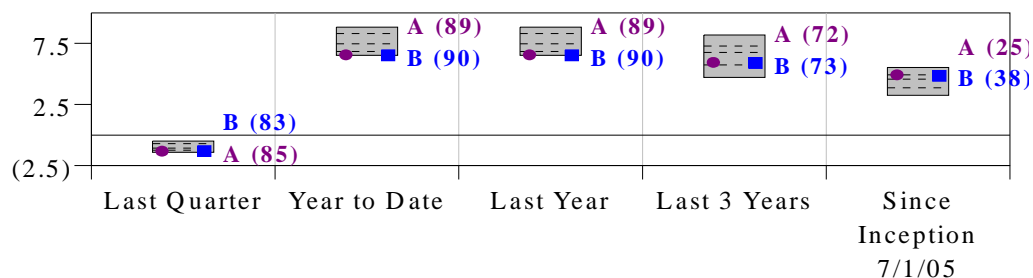 7.5
2.5
(2.5)
B (83)
A (85)
A (89)
B (90)
A (89)
B (90)
A (72)
B (73)
A (25)
B (38)
Last Quarter
Year to Date
Last Year
Last 3 Years
Since
Inception
7/1/05